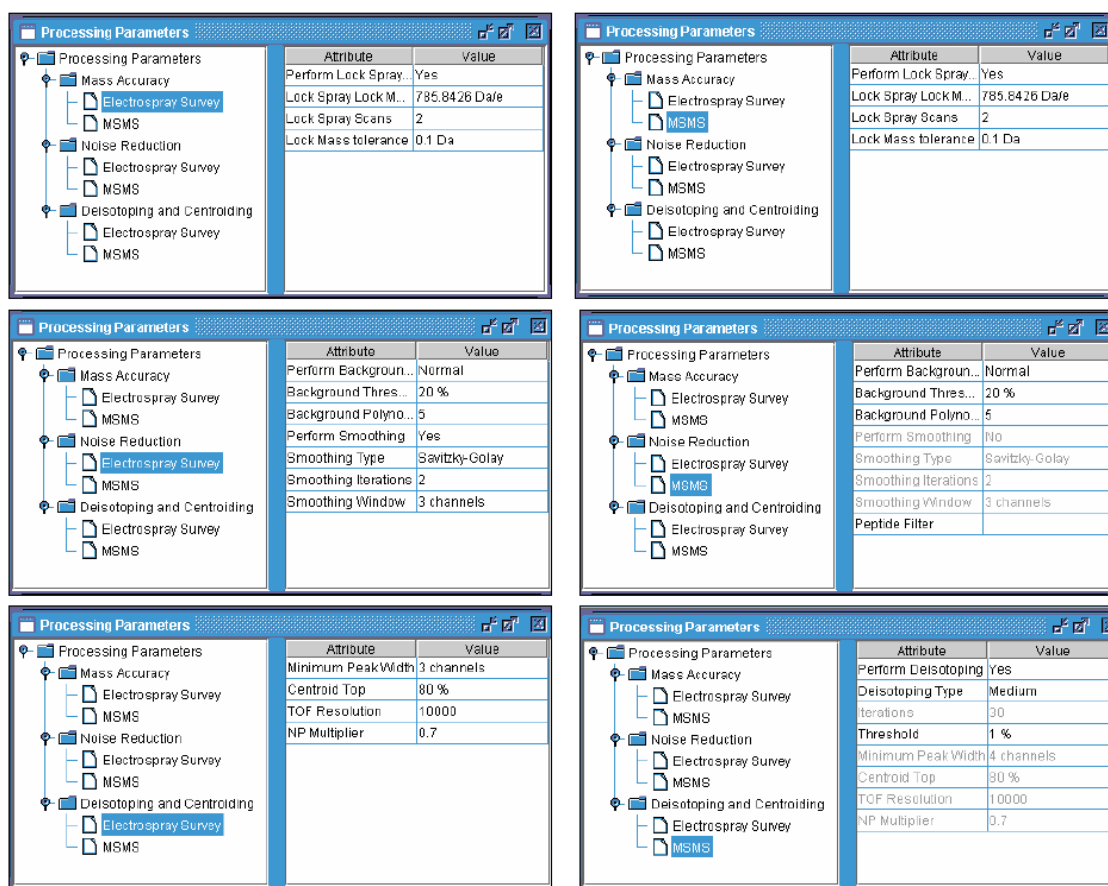 Processing Parameters
Processing Parameters
Mass Accuracy
Electrospray Survey
MSMS
Noise Reduction
Electrospray Survey
MSMS
Deisotoping and Centroiding
Electrospray Survey
MSMS
Attribute Value
Perform Lock Spray... Yes
Lock Spray Lock M... 785.8426 Da/e
Lock Spray Scans 2
Lock Mass tolerance 0.1 Da
Processing Parameters
Processing Parameters
Mass Accuracy
Electrospray Survey
MSMS
Noise Reduction
Electrospray Survey
MSMS
Deisotoping and Centroiding
Electrospray Survey
MSMS
Attribute Value
Perform Lock Spray... Yes
Lock Spray Lock M... 785.8426 Da/e
Lock Spray Scans 2
Lock Mass tolerance 0.1 Da
Processing Parameters
Processing Parameters
Mass Accuracy
Electrospray Survey
MSMS
Noise Reduction
Electrospray Survey
MSMS
Deisotoping and Centroiding
Electrospray Survey
MSMS
Attribute Value
Perform Backgroun... Normal
Background Thres... 20 %
Background Polyno... 5
Perform Smoothing Yes
Smoothing Type Savitzky-Golay
Smoothing Iterations 2
Smoothing Window 3 channels
Processing Parameters
Processing Parameters
Mass Accuracy
Electrospray Survey
MSMS
Noise Reduction
Electrospray Survey
MSMS
Deisotoping and Centroiding
Electrospray Survey
MSMS
Attribute Value
Perform Backgroun... Normal
Background Thres... 20 %
Background Polyno... 5
Perform Smoothing No
Smoothing Type Savitzky-Golay
Smoothing Iterations 2
Smoothing Window 3 channels
Peptide Filter
Processing Parameters
Processing Parameters
Mass Accuracy
Electrospray Survey
MSMS
Noise Reduction
Electrospray Survey
MSMS
Deisotoping and Centroiding
Electrospray Survey
MSMS
Attribute Value
Minimum Peak Width 3 channels
Centroid Top 80 %
TOF Resolution 10000
NP Multiplier 0.7
Processing Parameters
Processing Parameters
Mass Accuracy
Electrospray Survey
MSMS
Noise Reduction
Electrospray Survey
MSMS
Deisotoping and Centroiding
Electrospray Survey
MSMS
Attribute Value
Perform Deisotoping Yes
Deisotoping Type Medium
Iterations 30
Threshold 1 %
Minimum Peak Width 4 channels
Centroid Top 80 %
TOF Resolution 10000
NP Multiplier 0.7